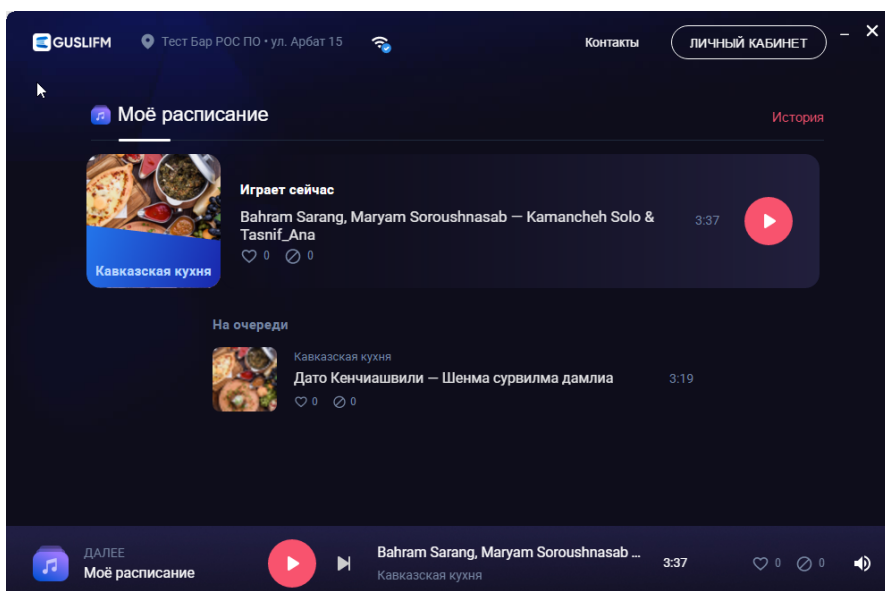 GUSLIFM
Тест Бар РОС ПО • ул. Арбат 15
Контакты
ЛИЧНЫЙ КАБИНЕТ
Моё расписание
История
Кавказская кухня
Играет сейчас
Bahram Sarang, Maryam Soroushnasab — Kamancheh Solo &
Tasnif_Ana
0 0
3:37
На очереди
Кавказская кухня
Дато Кенчиашвили — Шенма сурвилма дамлиа
3:19
0 0
ДАЛЕЕ
Моё расписание
Bahram Sarang, Maryam Soroushnasab ...
Кавказская кухня
3:37
0 0